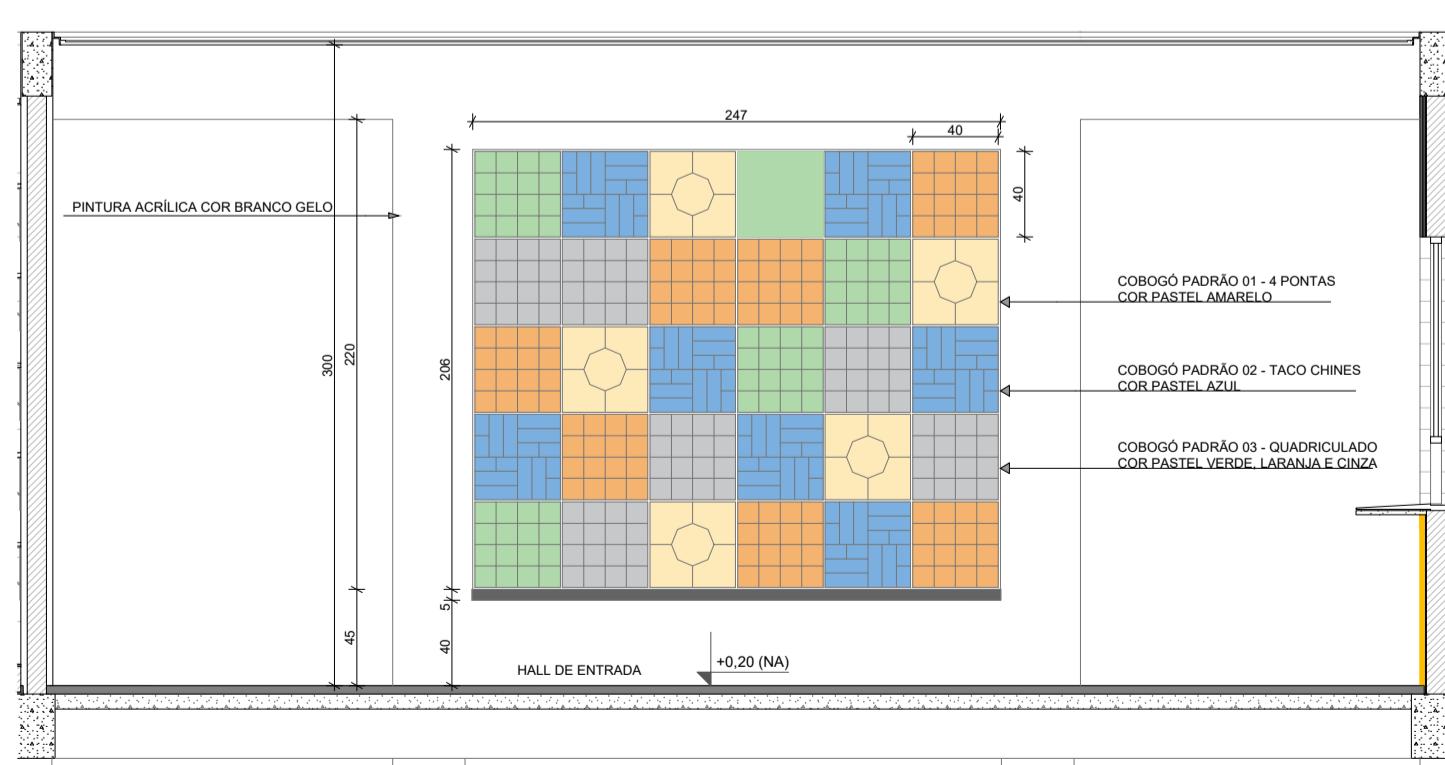 247
40
40
PINTURA ACRÍLICA COR BRANCO GELO
COBOGÓ PADRÃO 01 - 4 PONTAS
COR PASTEL AMARELO
300
220
206
COBOGÓ PADRÃO 02 - TACO CHINES
COR PASTEL AZUL
COBOGÓ PADRÃO 03 - QUADRICULADO
COR PASTEL VERDE, LARANJA E CINZA
5
45
40
HALL DE ENTRADA
+0,20 (NA)